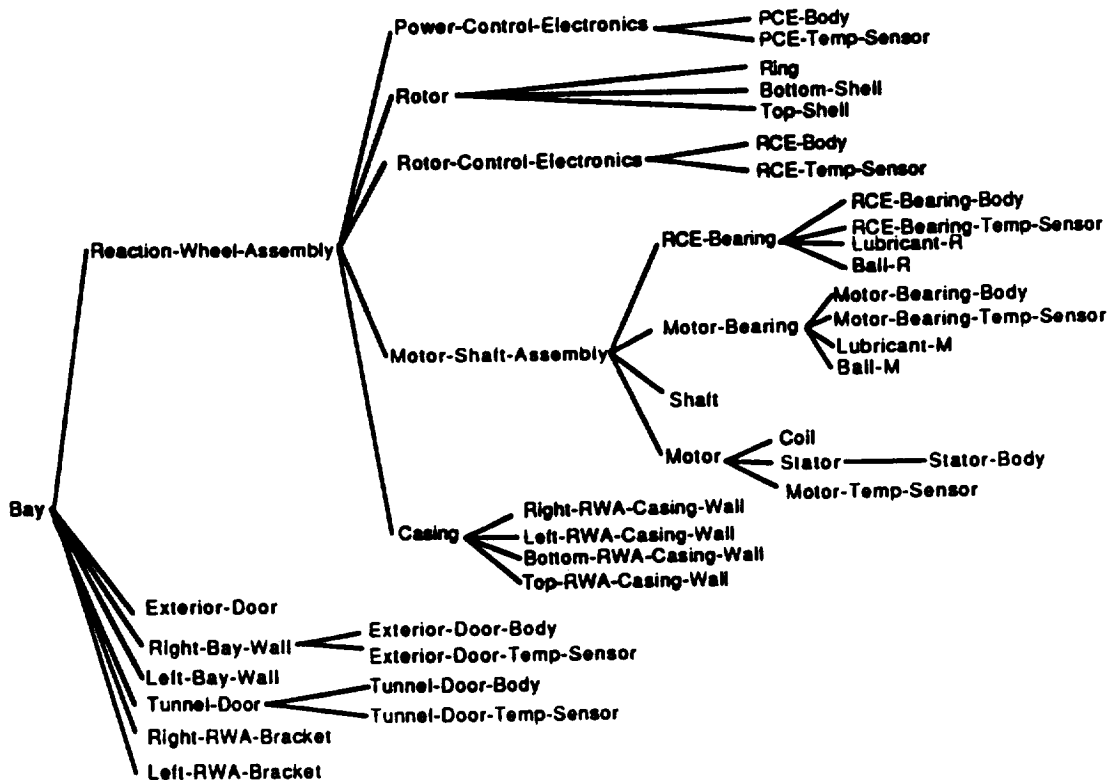 Power-Control-Electronics
PCE-Body
PCE-Temp-Sensor
Rotor
Ring
Bottom-Shell
Top-Shell
Rotor-Control-Electronics
RCE-Body
RCE-Temp-Sensor
Reaction-Wheel-Assembly
RCE-Bearing
RCE-Bearing-Body
RCE-Bearing-Temp-Sensor
Lubricant-R
Ball-R
Motor-Bearing
Motor-Bearing-Body
Motor-Bearing-Temp-Sensor
Lubricant-M
Ball-M
Motor-Shaft-Assembly
Shaft
Motor
Coil
Stator
Stator-Body
Motor-Temp-Sensor
Bay
Casing
Right-RWA-Casing-Wall
Left-RWA-Casing-Wall
Bottom-RWA-Casing-Wall
Top-RWA-Casing-Wall
Exterior-Door
Right-Bay-Wall
Exterior-Door-Body
Exterior-Door-Temp-Sensor
Left-Bay-Wall
Tunnel-Door
Tunnel-Door-Body
Tunnel-Door-Temp-Sensor
Right-RWA-Bracket
Left-RWA-Bracket